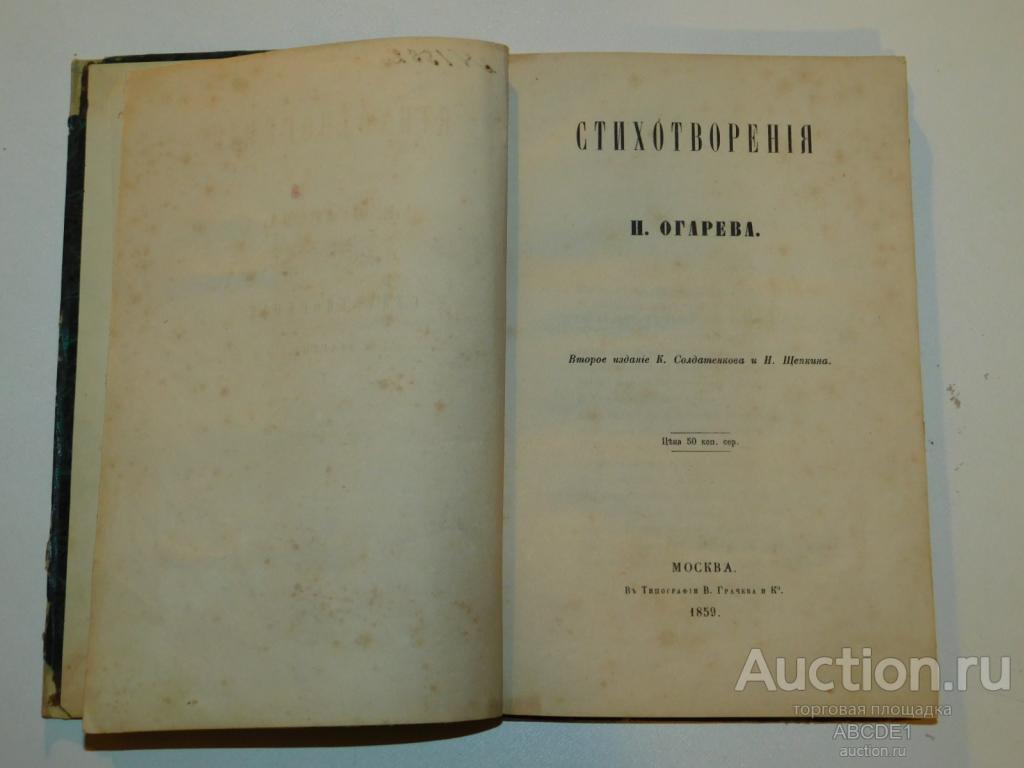 СТИХОТВОРЕНІЯ
Н. ОГАРЕВА.
Второе изданіе К. Солдатенкова и Н. Щепкина.
Цѣна 50 коп. сер.
МОСКВА.
Въ Типографіи В. Грачева и Кº.
1859.
Auction.ru
торговая площадка
ABCDE1
auction.ru